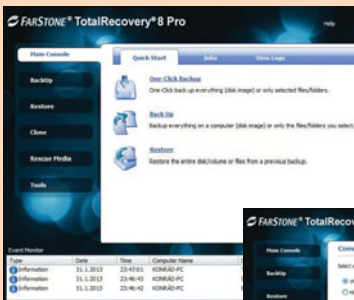 FARSTONE® TotalRecovery® 8 Pro
Help
Main Console
Quick Start Jobs View Logs
One-Click Backup
One-Click back up everything (disk image) or only selected files/folders.
BackUp
Back Up
Backup everything on a computer (disk image) or only the files/folders you select.
Restore
Restore
Restore the entire disk/volume or files from a previous backup.
Clone
Rescue Media
Tools
Event Monitor
Type Date Time Computer Name
Information 31.1.2013 23:47:01 KONRÁD-PC
Information 31.1.2013 23:46:43 KONRÁD-PC
Information 31.1.2013 23:46:42 KONRÁD-PC
FARSTONE® TotalReco
Main Console
BackUp
Restore
Select